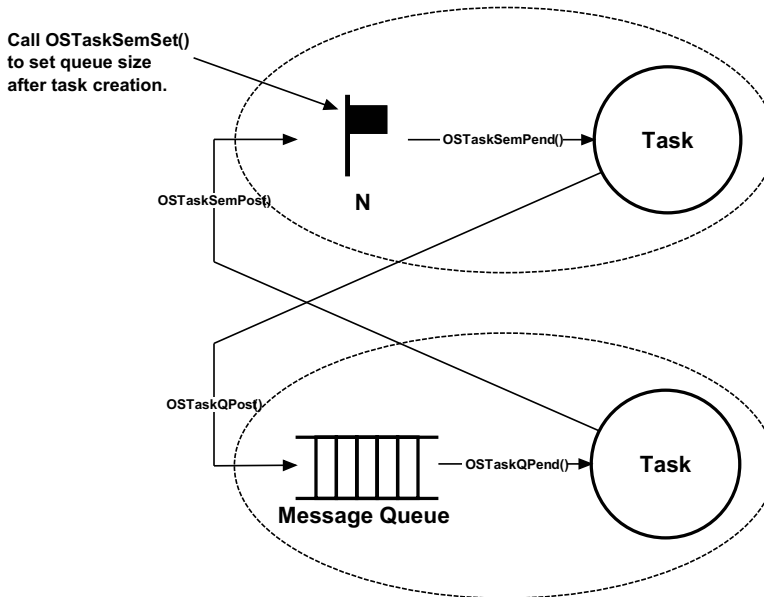 Call OSTaskSemSet()
to set queue size
after task creation.
OSTaskSemPend()
Task
OSTaskSemPost()
N
OSTaskQPost()
OSTaskQPend()
Task
Message Queue